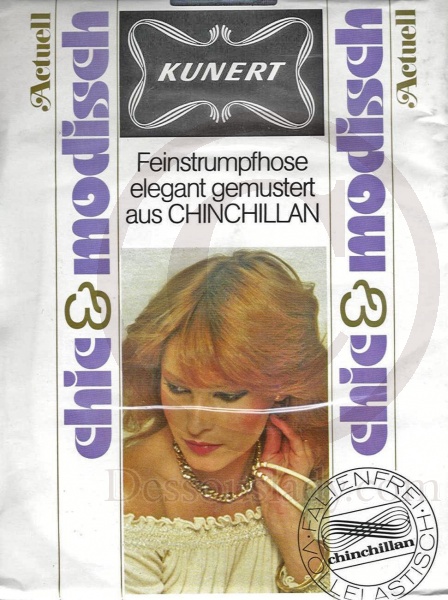 KUNERT
Feinstrumpfhose
elegant gemustert
aus CHINCHILLAN
Actuell
chic & modisch
Actuell
chic & modisch
FALTENFREI
VOLLELASTISCH
chinchillan